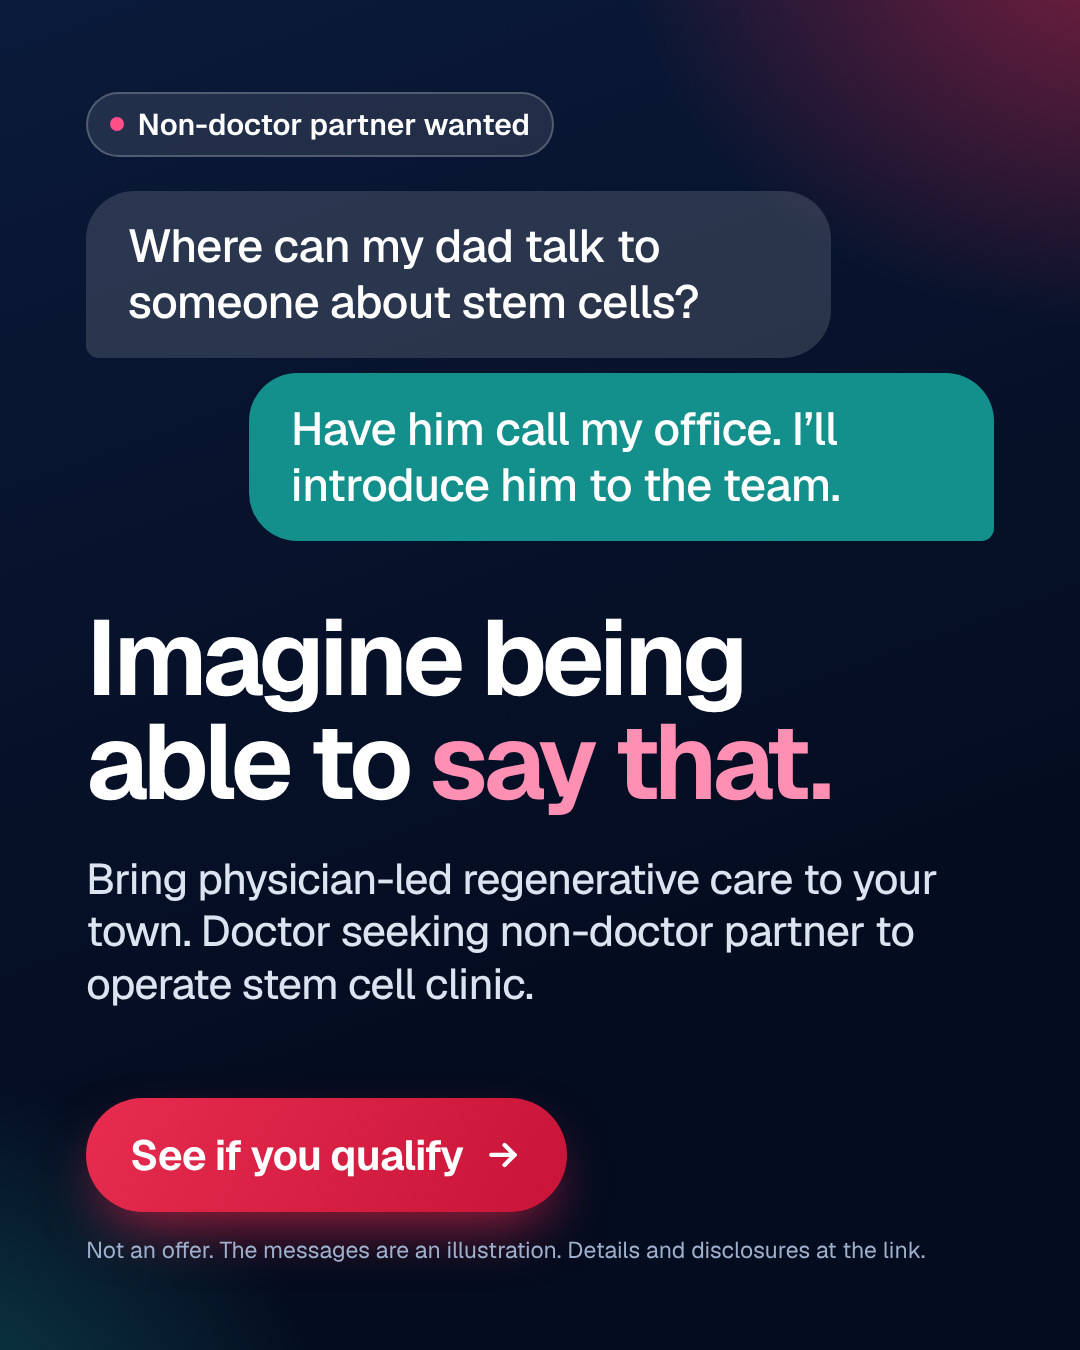 Non-doctor partner wanted
Where can my dad talk to
someone about stem cells?
Have him call my office. I’ll
introduce him to the team.
Imagine being
able to say that.
Bring physician-led regenerative care to your
town. Doctor seeking non-doctor partner to
operate stem cell clinic.
See if you qualify →
Not an offer. The messages are an illustration. Details and disclosures at the link.